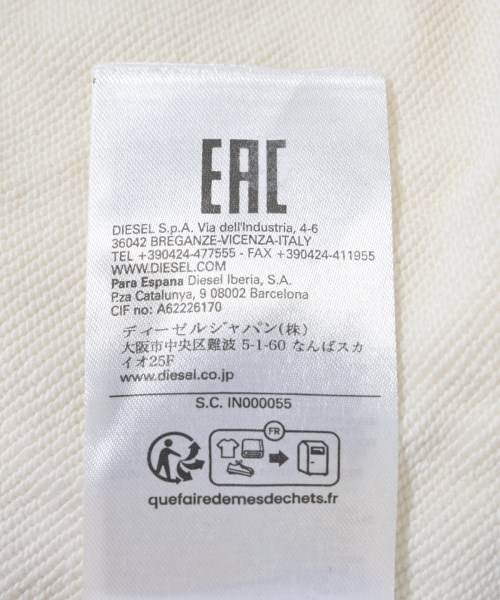 EAC
DIESEL S.p.A. Via dell'Industria, 4-6
36042 BREGANZE-VICENZA-ITALY
TEL +390424-477555 - FAX +390424-411955
WWW.DIESEL.COM
Para Espana Diesel Iberia, S.A.
P.za Catalunya, 9 08002 Barcelona
CIF no: A62226170
ディーゼルジャパン(株)
大阪市中央区難波 5-1-60 なんばスカ
イオ25F
www.diesel.co.jp
S.C. IN000055
FR
quefairedemesdechets.fr